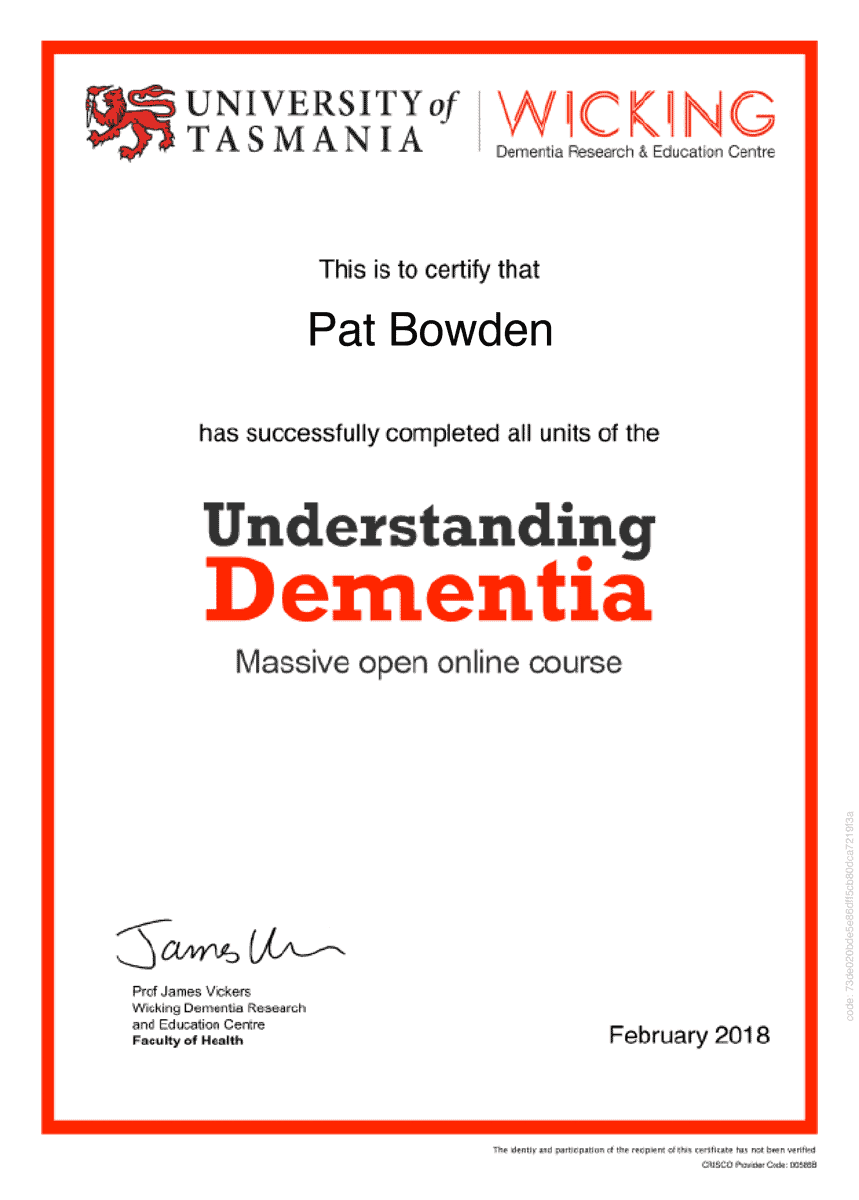 UNIVERSITY of
TASMANIA
WICKING
Dementia Research & Education Centre
This is to certify that
Pat Bowden
has successfully completed all units of the
Understanding
Dementia
Massive open online course
James
Prof James Vickers
Wicking Dementia Research
and Education Centre
Faculty of Health
February 2018
The identiy and participation of the recipient of this certificate has not been verified
CRISCO Provider Code: 00586B
code: